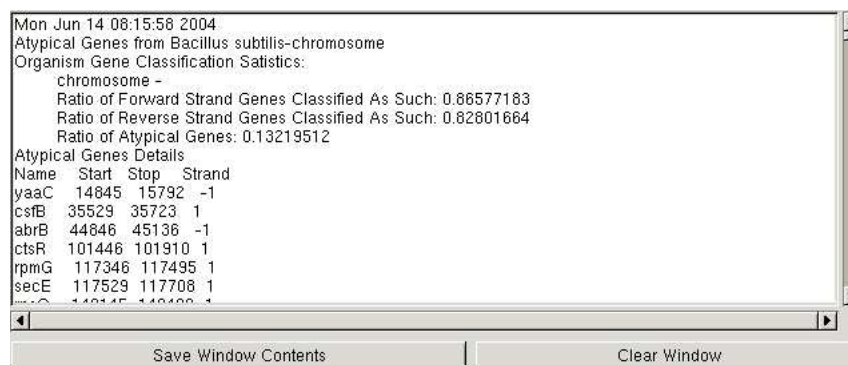 Mon Jun 14 08:15:58 2004
Atypical Genes from Bacillus subtilis-chromosome
Organism Gene Classification Satistics:
chromosome -
Ratio of Forward Strand Genes Classified As Such: 0.86577183
Ratio of Reverse Strand Genes Classified As Such: 0.82801664
Ratio of Atypical Genes: 0.13219512
Atypical Genes Details
Name Start Stop Strand
yaaC 14845 15792 -1
csfB 35529 35723 1
abrB 44846 45136 -1
ctsR 101446 101910 1
rpmG 117346 117495 1
secE 117529 117708 1
Save Window Contents Clear Window